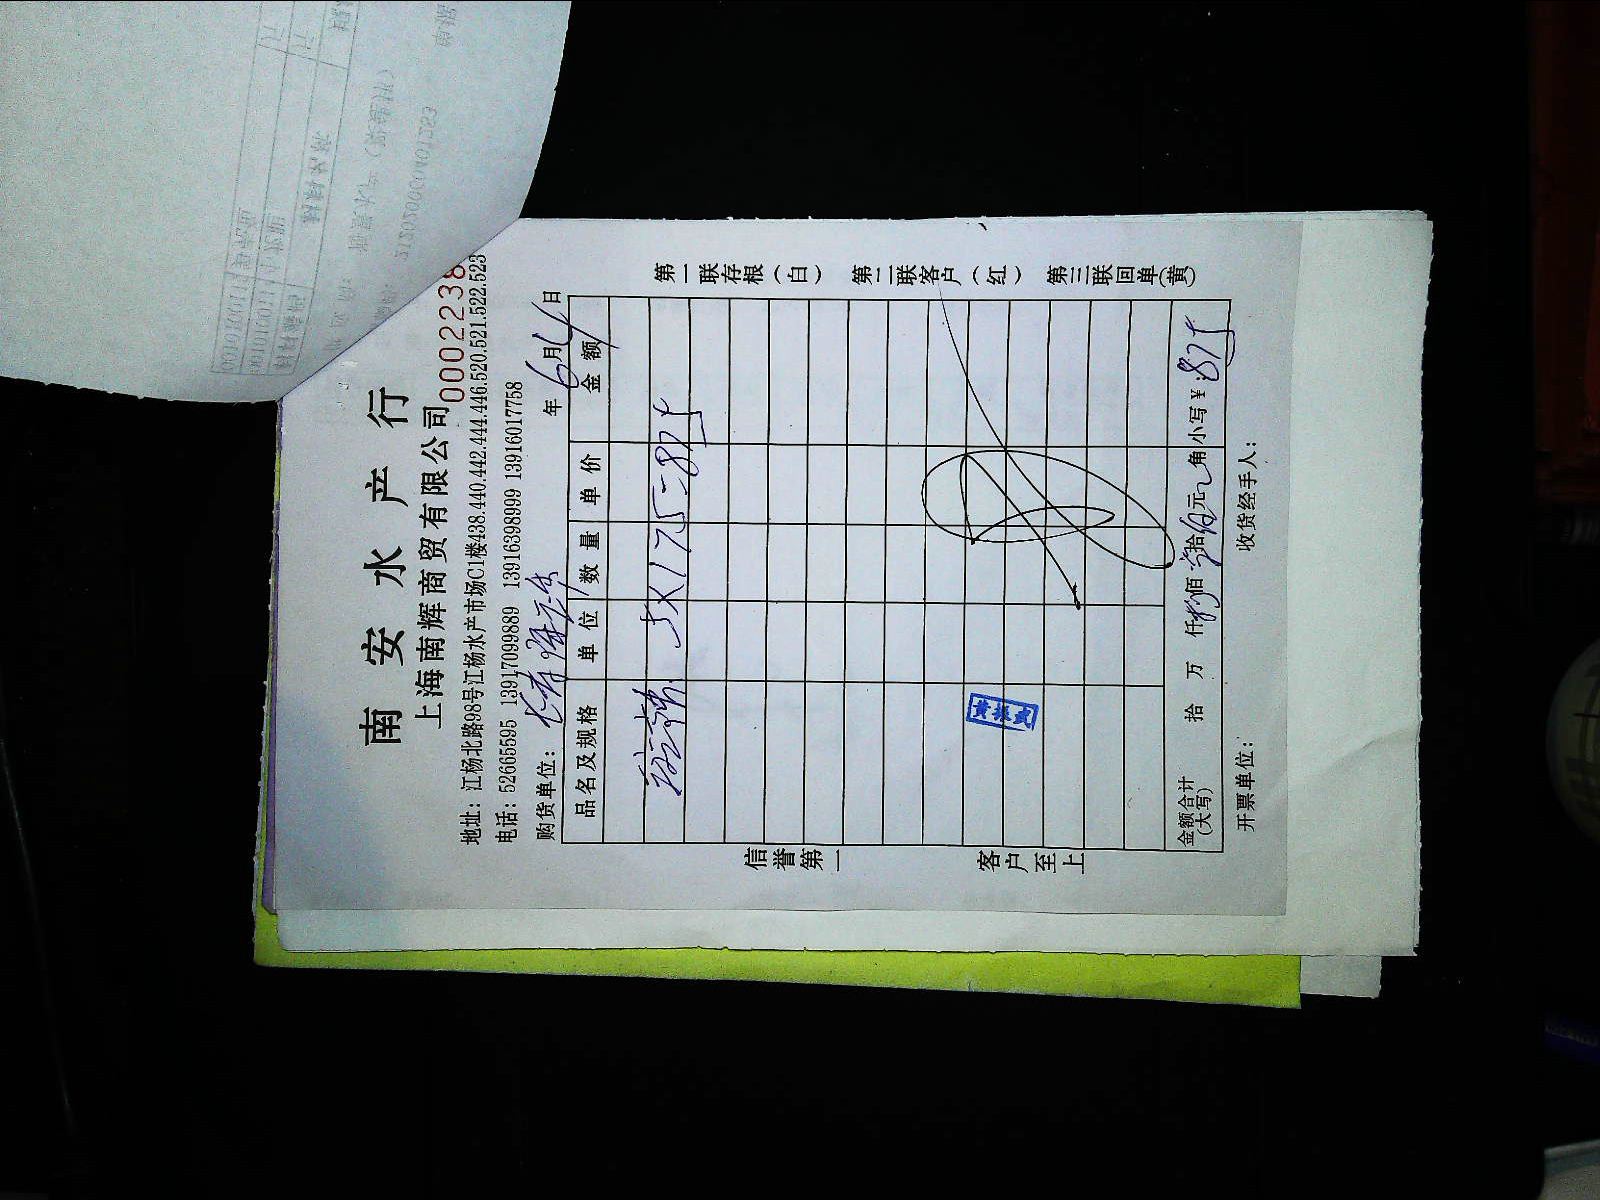 南安水产行
上海南辉商贸有限公司
0002238
地址: 江杨北路98号江杨水产市场C1楼438.440.442.444.446.520.521.522.523
电话: 52665595 13917099889 13916398999 13916017758
购货单位:
年 6月4日
品名及规格 单位 数量 单价 金额
5×175=875
第一联存根(白) 第二联客户(红) 第三联回单(黄)
信誉第一 客户至上
黄振武
金额合计(大写) 拾 万 仟 佰 拾 元 角 小写¥:875
开票单位: 收货经手人: